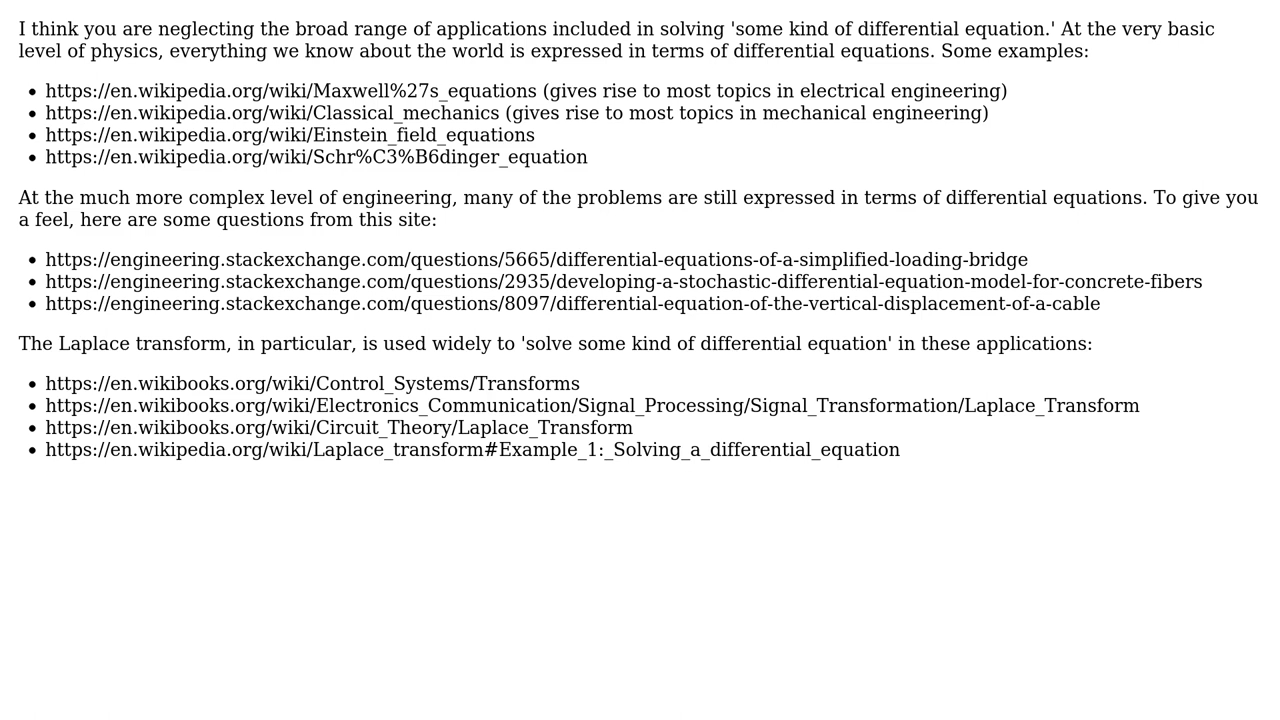 I think you are neglecting the broad range of applications included in solving 'some kind of differential equation.' At the very basic
level of physics, everything we know about the world is expressed in terms of differential equations. Some examples:
• https://en.wikipedia.org/wiki/Maxwell%27s_equations (gives rise to most topics in electrical engineering)
• https://en.wikipedia.org/wiki/Classical_mechanics (gives rise to most topics in mechanical engineering)
• https://en.wikipedia.org/wiki/Einstein_field_equations
• https://en.wikipedia.org/wiki/Schr%C3%B6dinger_equation
At the much more complex level of engineering, many of the problems are still expressed in terms of differential equations. To give you
a feel, here are some questions from this site:
• https://engineering.stackexchange.com/questions/5665/differential-equations-of-a-simplified-loading-bridge
• https://engineering.stackexchange.com/questions/2935/developing-a-stochastic-differential-equation-model-for-concrete-fibers
• https://engineering.stackexchange.com/questions/8097/differential-equation-of-the-vertical-displacement-of-a-cable
The Laplace transform, in particular, is used widely to 'solve some kind of differential equation' in these applications:
• https://en.wikibooks.org/wiki/Control_Systems/Transforms
• https://en.wikibooks.org/wiki/Electronics_Communication/Signal_Processing/Signal_Transformation/Laplace_Transform
• https://en.wikibooks.org/wiki/Circuit_Theory/Laplace_Transform
• https://en.wikipedia.org/wiki/Laplace_transform#Example_1:_Solving_a_differential_equation